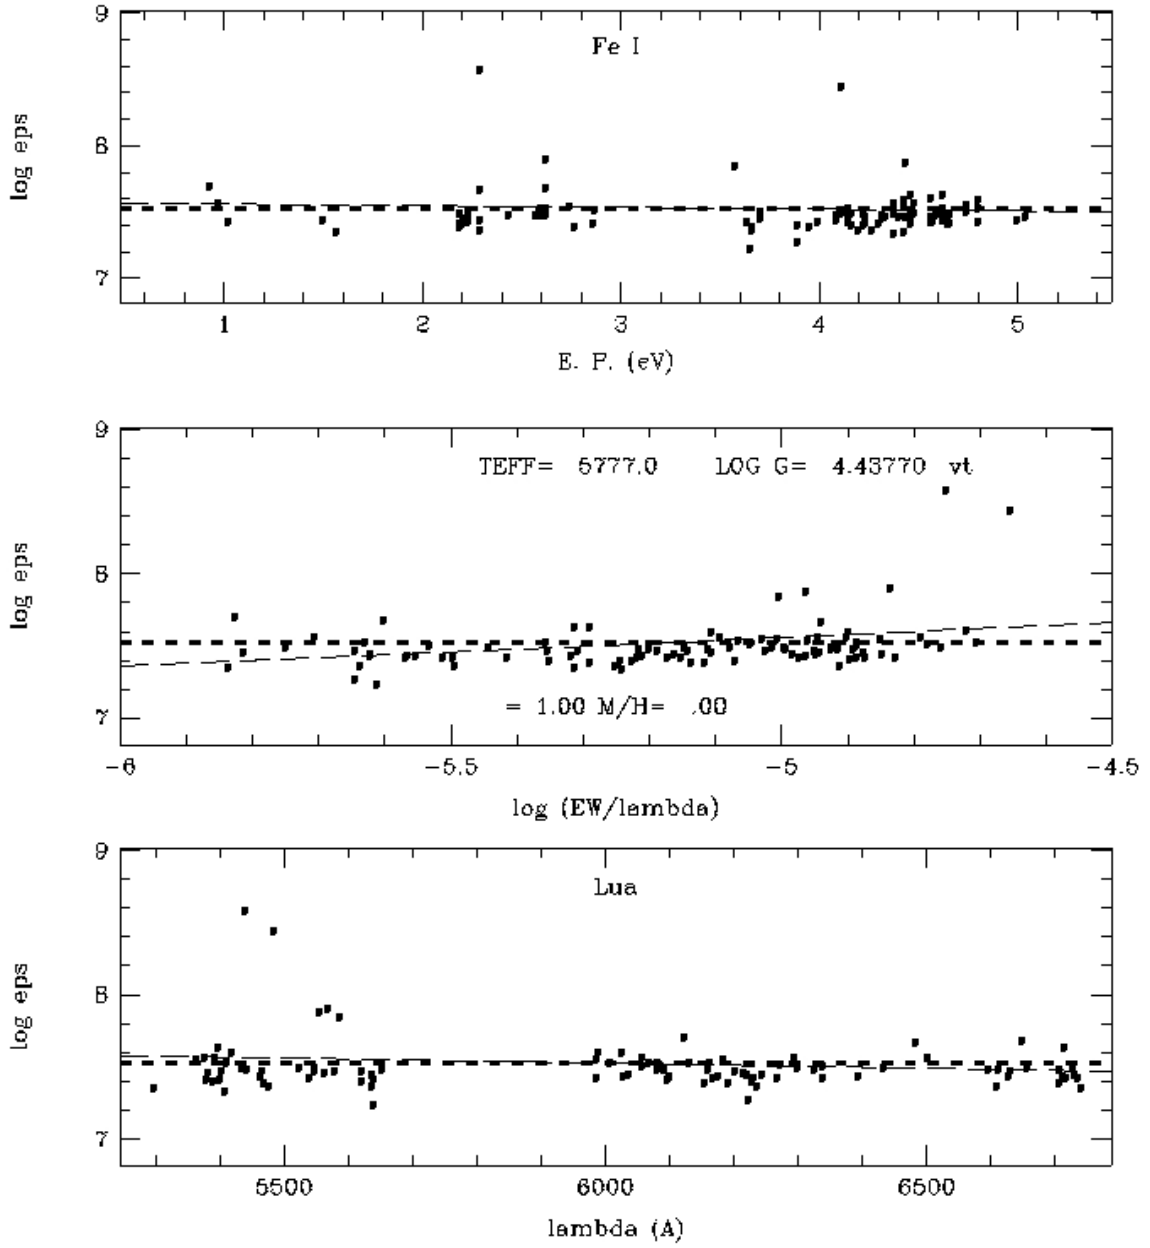 9
Fe I
log eps
8
7
1 2 3 4 5
E. P. (eV)
9
TEFF= 5777.0 LOG G= 4.43770 vt
log eps
8
= 1.00 M/H= .00
7
-6 -5.5 -5 -4.5
log (EW/lambda)
9
Lua
log eps
8
7
5500 6000 6500
lambda (A)